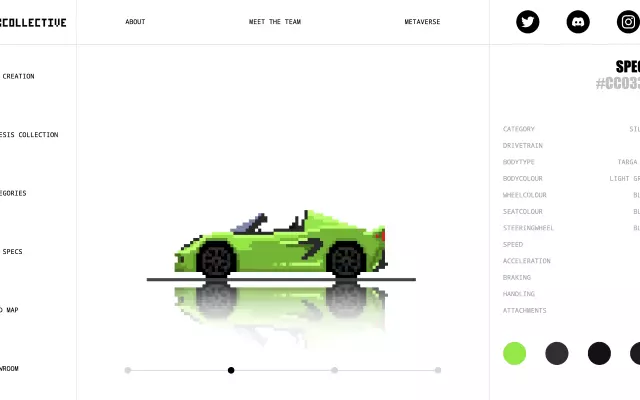 COLLECTIVE
ABOUT
MEET THE TEAM
METAVERSE
CREATION
ESIS COLLECTION
EGORIES
SPECS
MAP
WROOM
SPEC
#CC03
CATEGORY SIL
DRIVETRAIN
BODYTYPE TARGA
BODYCOLOUR LIGHT GR
WHEELCOLOUR BL
SEATCOLOUR BL
STEERINGWHEEL BL
SPEED
ACCELERATION
BRAKING
HANDLING
ATTACHMENTS